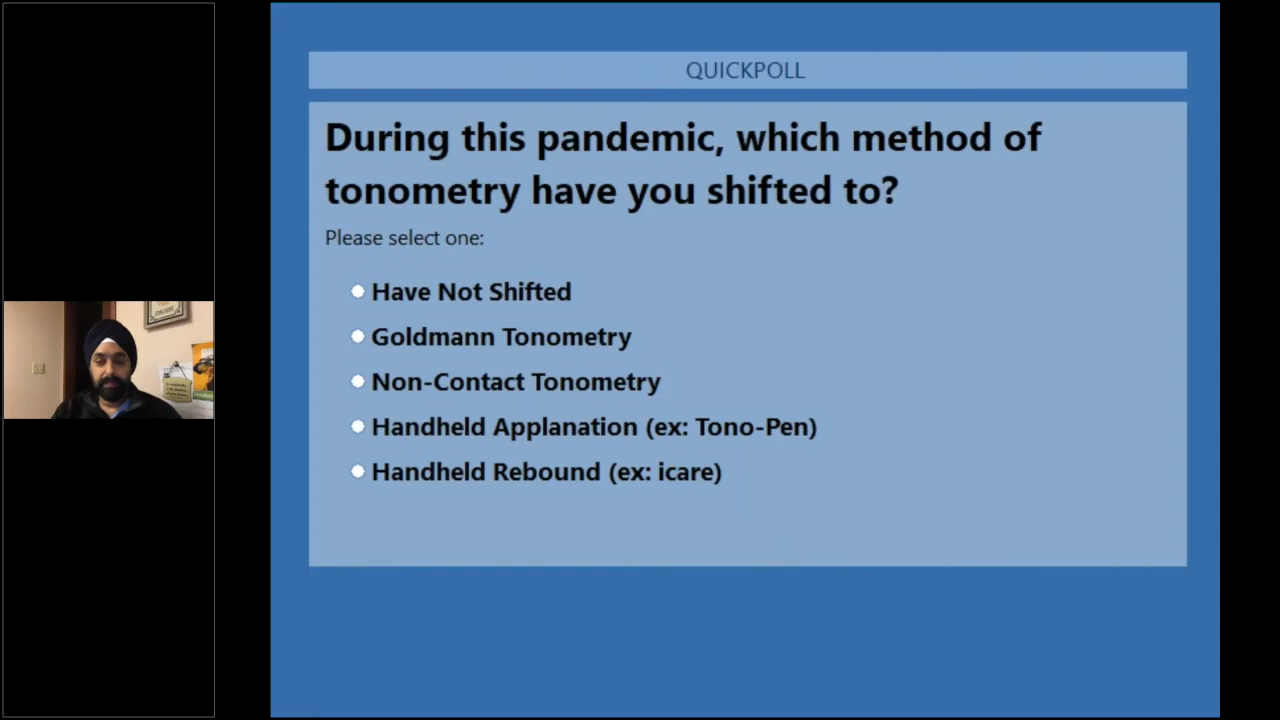 QUICKPOLL
During this pandemic, which method of
tonometry have you shifted to?
Please select one:
Have Not Shifted
Goldmann Tonometry
Non-Contact Tonometry
Handheld Applanation (ex: Tono-Pen)
Handheld Rebound (ex: icare)